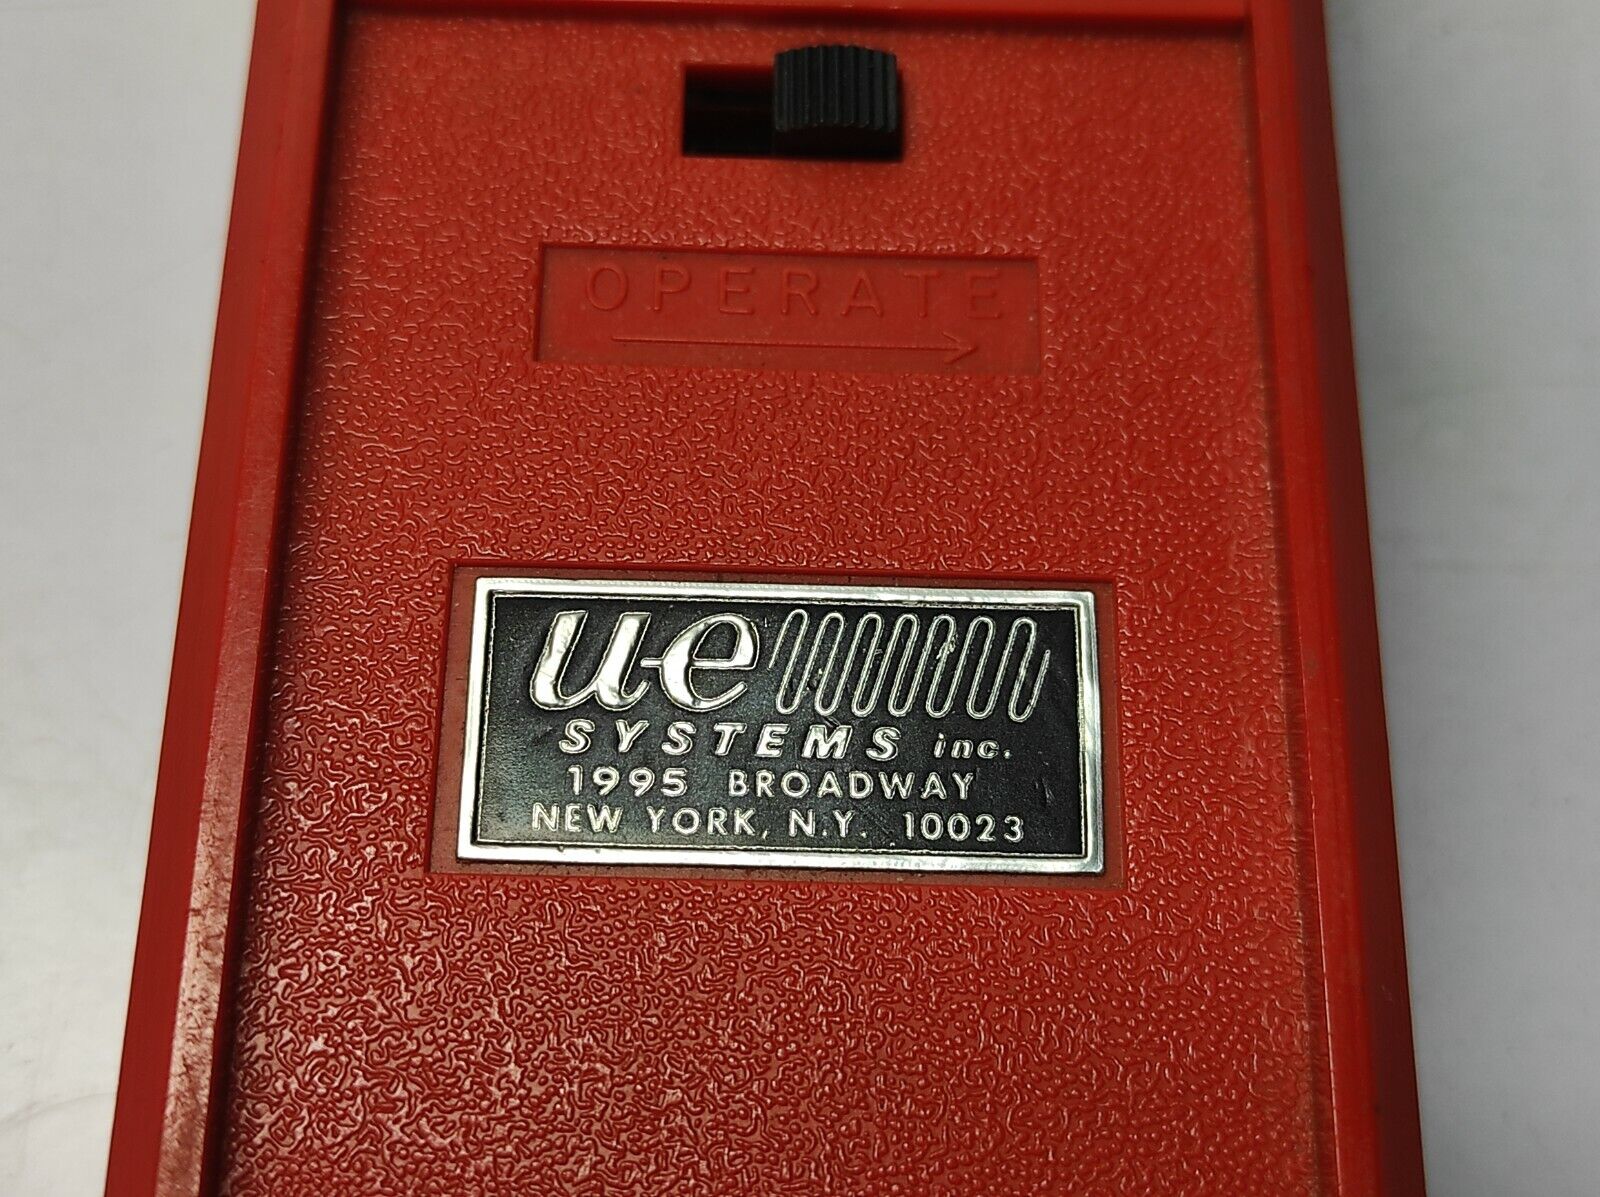 OPERATE
u-e
SYSTEMS inc.
1995 BROADWAY
NEW YORK, N.Y. 10023